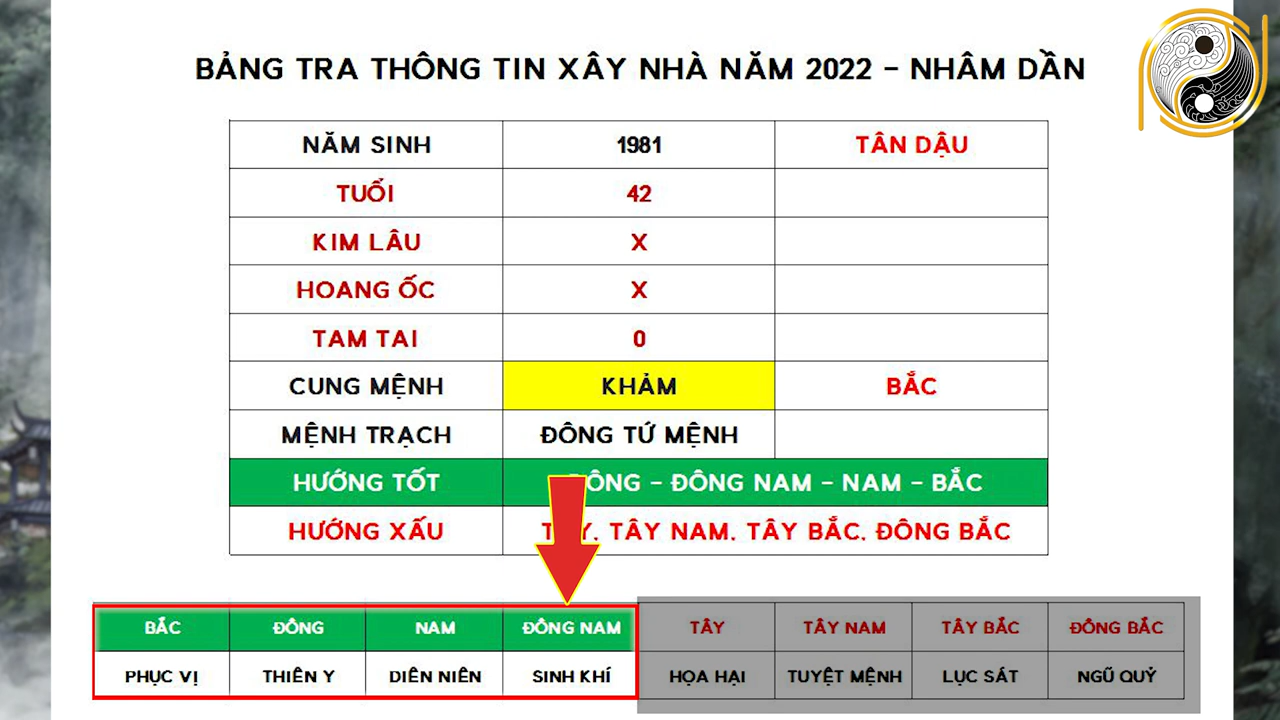 BẢNG TRA THÔNG TIN XÂY NHÀ NĂM 2022 - NHÂM DẦN
NĂM SINH 1981 TÂN DẬU
TUỔI 42
KIM LÂU X
HOANG ỐC X
TAM TAI 0
CUNG MỆNH KHẢM BẮC
MỆNH TRẠCH ĐÔNG TỨ MỆNH
HƯỚNG TỐT - ĐÔNG NAM - NAM - BẮC
HƯỚNG XẤU TÂY NAM, TÂY BẮC, ĐÔNG BẮC
BẮC ĐÔNG NAM ĐÔNG NAM TÂY TÂY NAM TÂY BẮC ĐÔNG BẮC
PHỤC VỊ THIÊN Y DIÊN NIÊN SINH KHÍ HỌA HẠI TUYỆT MỆNH LỤC SÁT NGŨ QUỶ